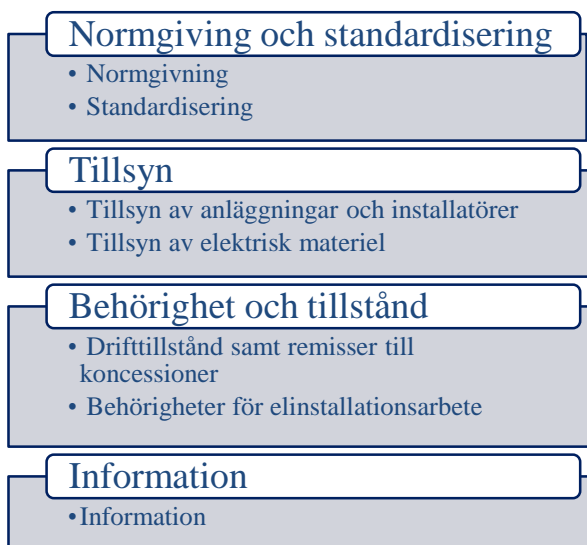 Normgiving och standardisering
• Normgivning
• Standardisering
Tillsyn
• Tillsyn av anläggningar och installatörer
• Tillsyn av elektrisk materiel
Behörighet och tillstånd
• Drifttillstånd samt remisser till
koncessioner
• Behörigheter för elinstallationsarbete
Information
• Information